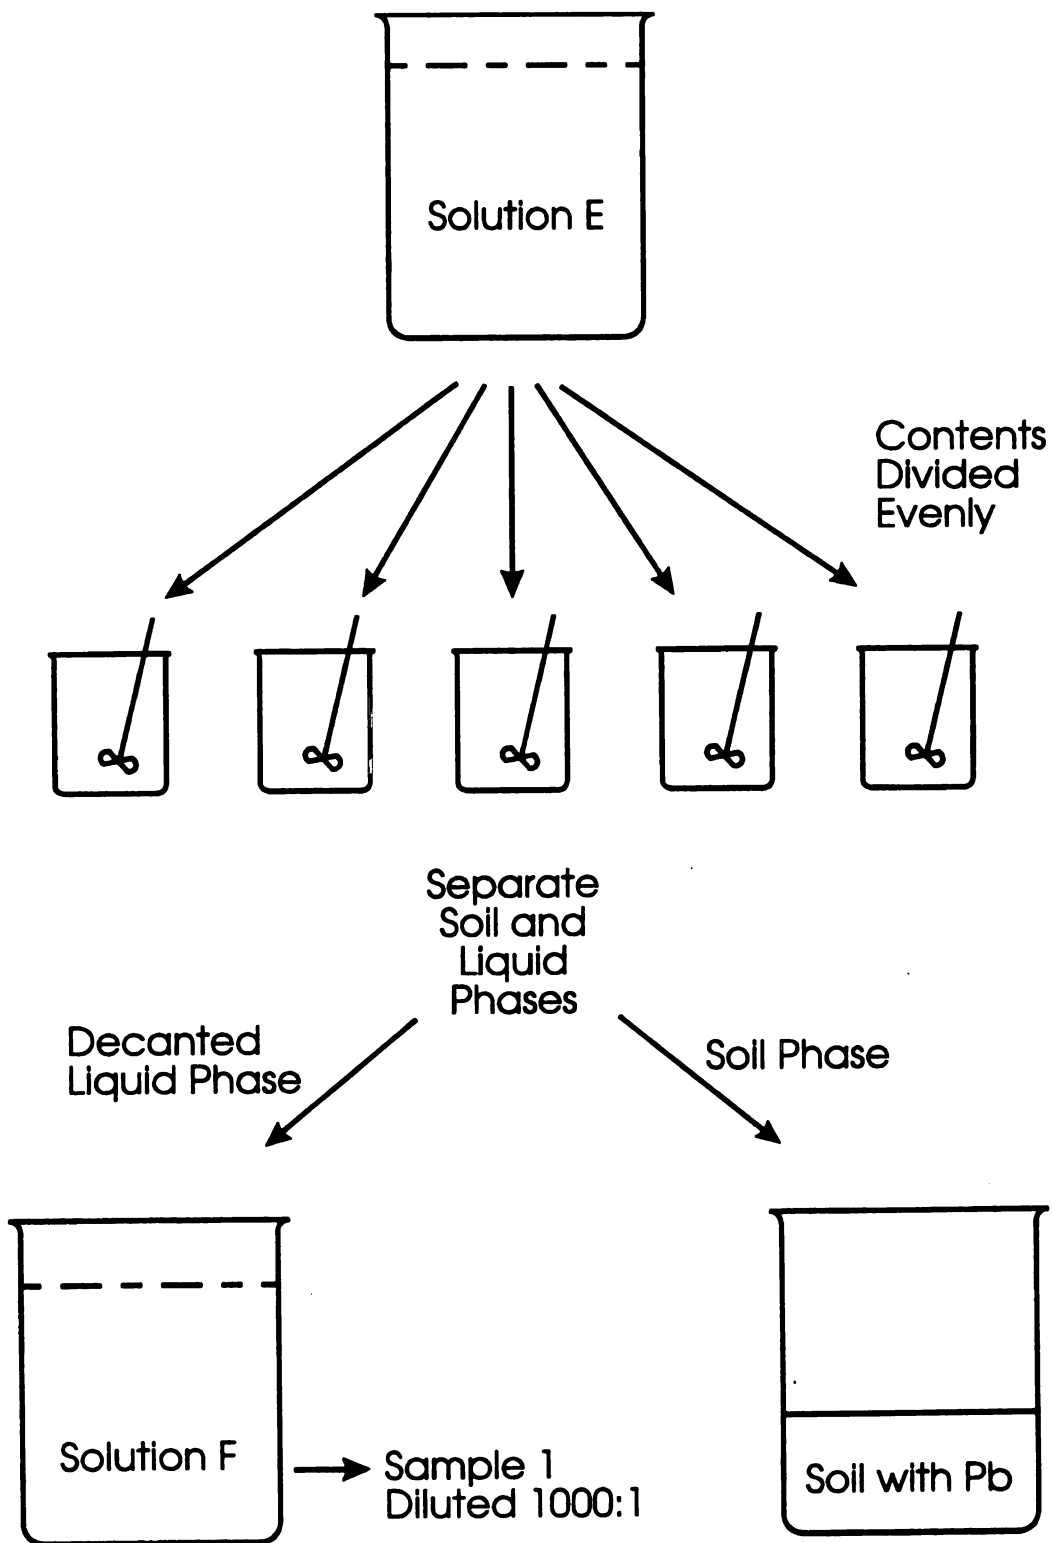 Solution E
Contents
Divided
Evenly
Separate
Soil and
Liquid
Phases
Decanted
Liquid Phase
Soil Phase
Solution F
Sample 1
Diluted 1000:1
Soil with Pb